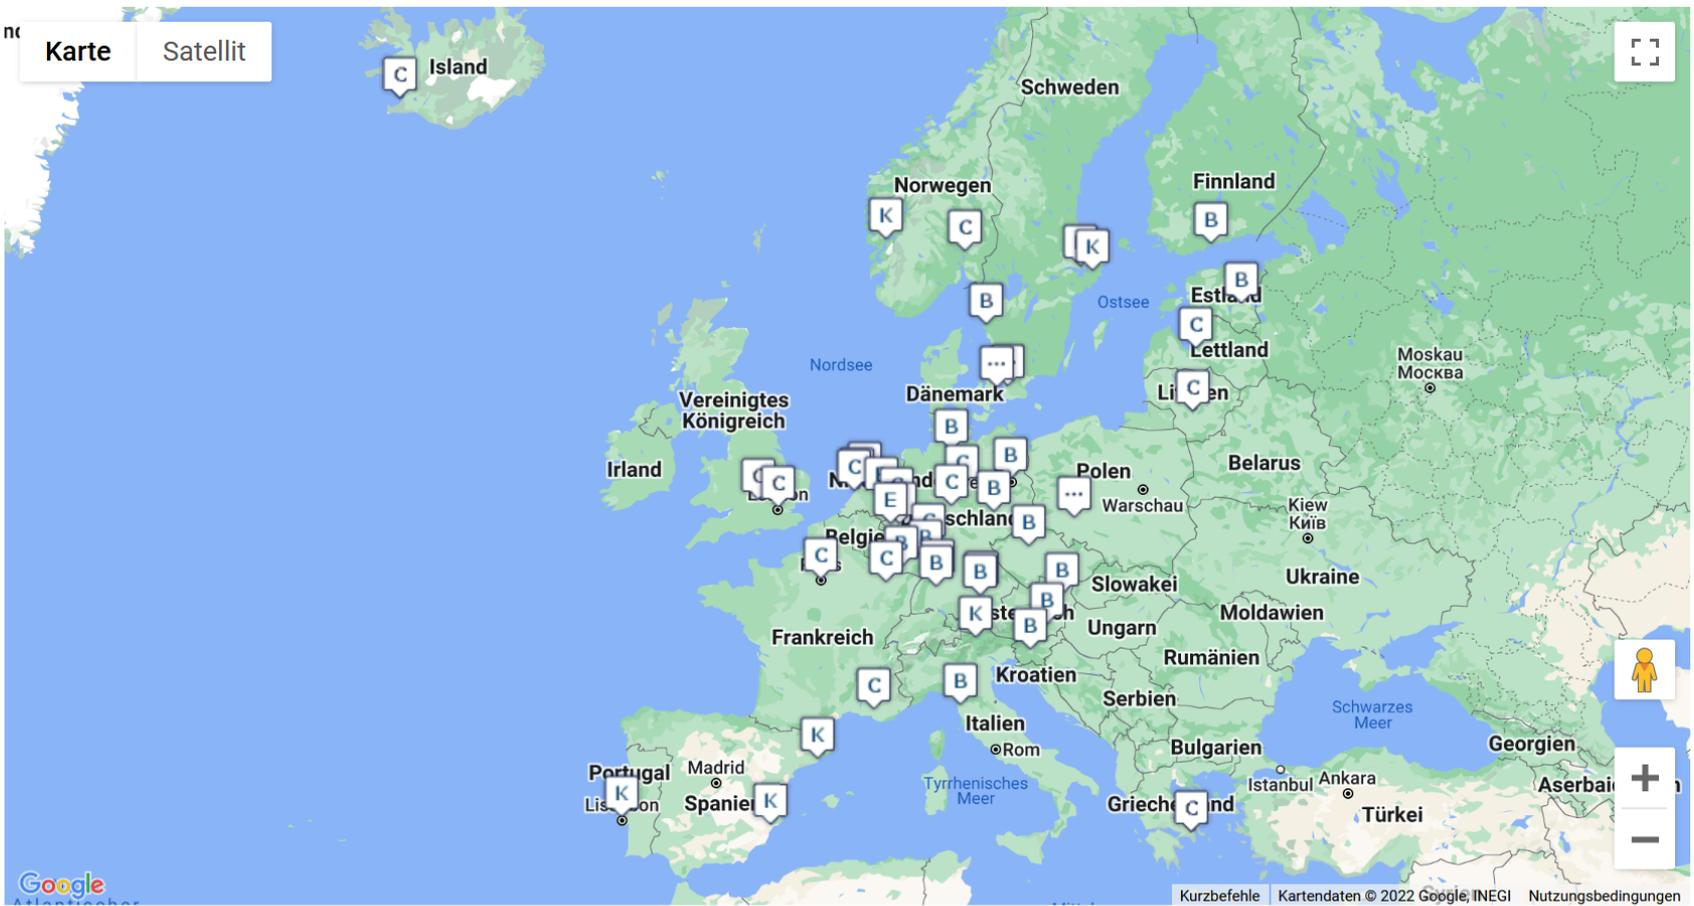 Karte
Satellit
C
Island
Schweden
Norwegen
Finnland
K
C
B
K
B
B
Estland
Ostsee
C
Nordsee
...
Lettland
Moskau
Москва
Dänemark
C
Vereinigtes
Königreich
B
C
B
Irland
C
C
C
B
Polen
Belarus
E
C
B
...
Warschau
Kiew
Київ
B
Belgie
schland
C
B
C
B
B
B
Slowakei
Ukraine
K
B
B
Ungarn
Moldawien
Frankreich
Rumänien
C
B
Kroatien
Serbien
Schwarzes
Meer
Italien
K
Rom
Bulgarien
Georgien
Portugal
Madrid
Tyrrhenisches
Meer
Istanbul
Ankara
K
K
Spanien
C
Türkei
Google
Kurzbefehle
Kartendaten © 2022 Google, INEGI
Nutzungsbedingungen